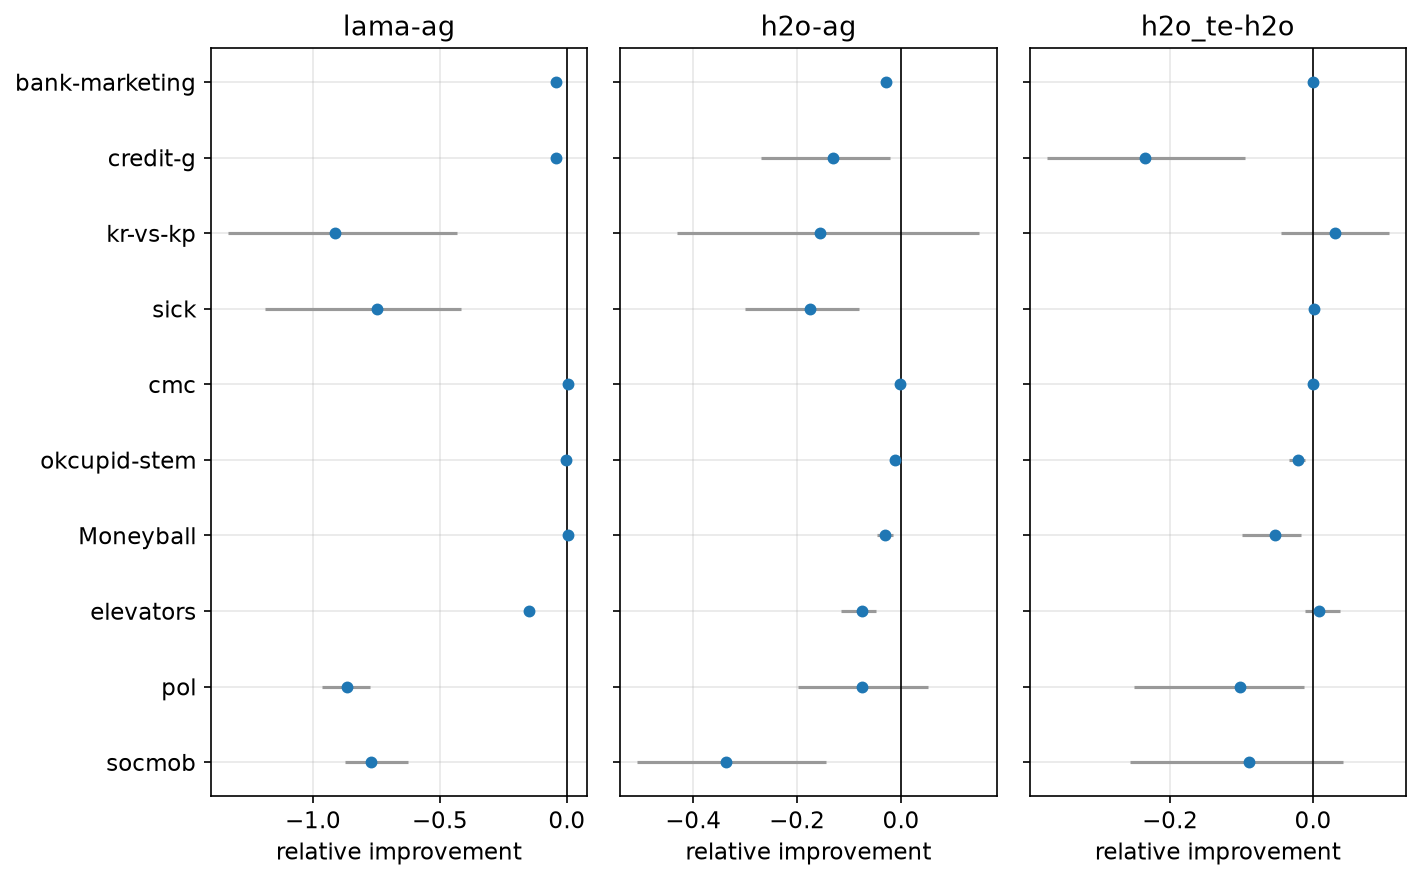 lama-ag
h2o-ag
h2o_te-h2o
bank-marketing
credit-g
kr-vs-kp
sick
cmc
okcupid-stem
Moneyball
elevators
pol
socmob
−1.0 −0.5 0.0
−0.4 −0.2 0.0
−0.2 0.0
relative improvement
relative improvement
relative improvement